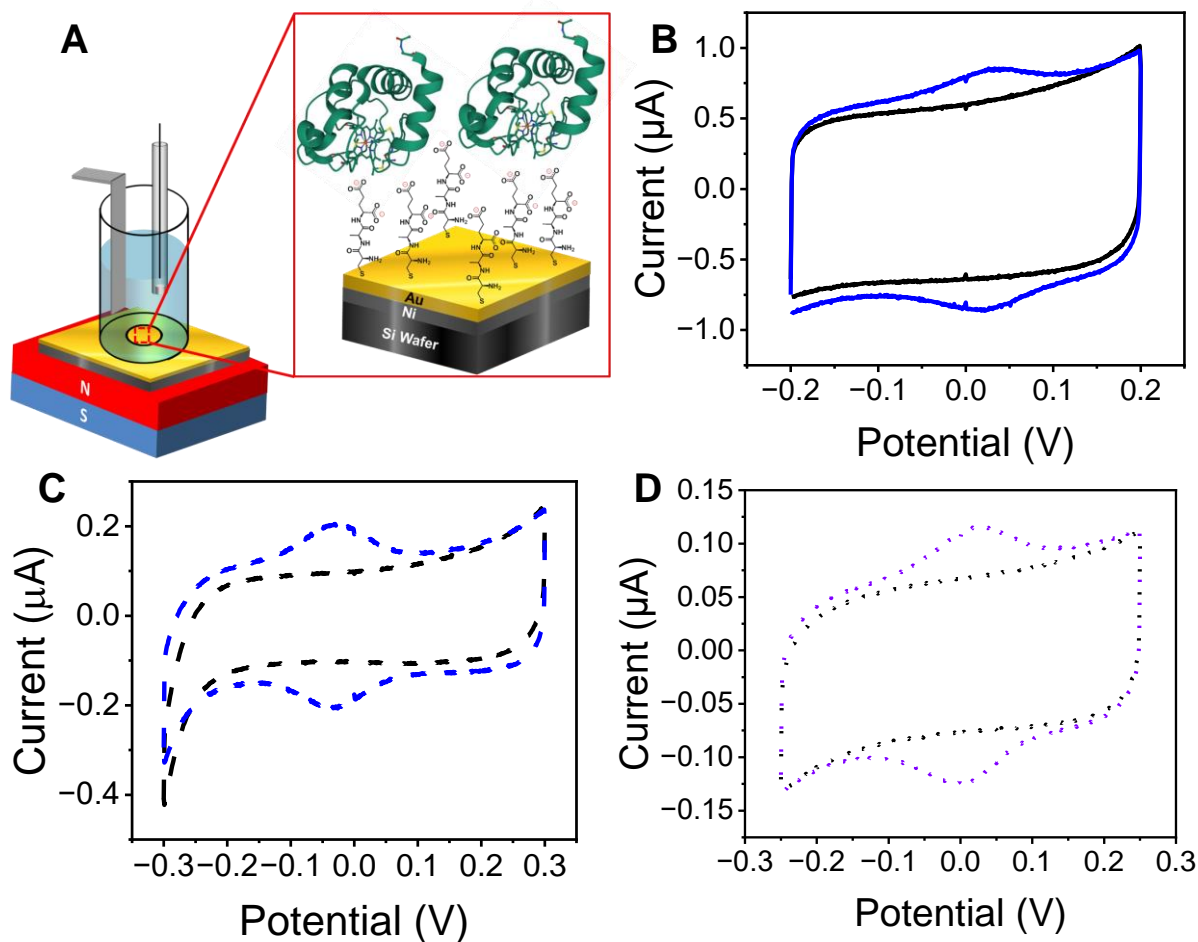 A
N
S
O
O
O
O
NH
O
NH
O
NH₂
S
Au
Ni
Si Wafer
B
1.0
0.5
0.0
−0.5
−1.0
Current (µA)
−0.2
−0.1
0.0
0.1
0.2
Potential (V)
C
0.2
0.0
−0.2
−0.4
Current (µA)
−0.3
−0.2
−0.1
0.0
0.1
0.2
0.3
Potential (V)
D
0.15
0.10
0.05
0.00
−0.05
−0.10
−0.15
Current (µA)
−0.3
−0.2
−0.1
0.0
0.1
0.2
0.3
Potential (V)